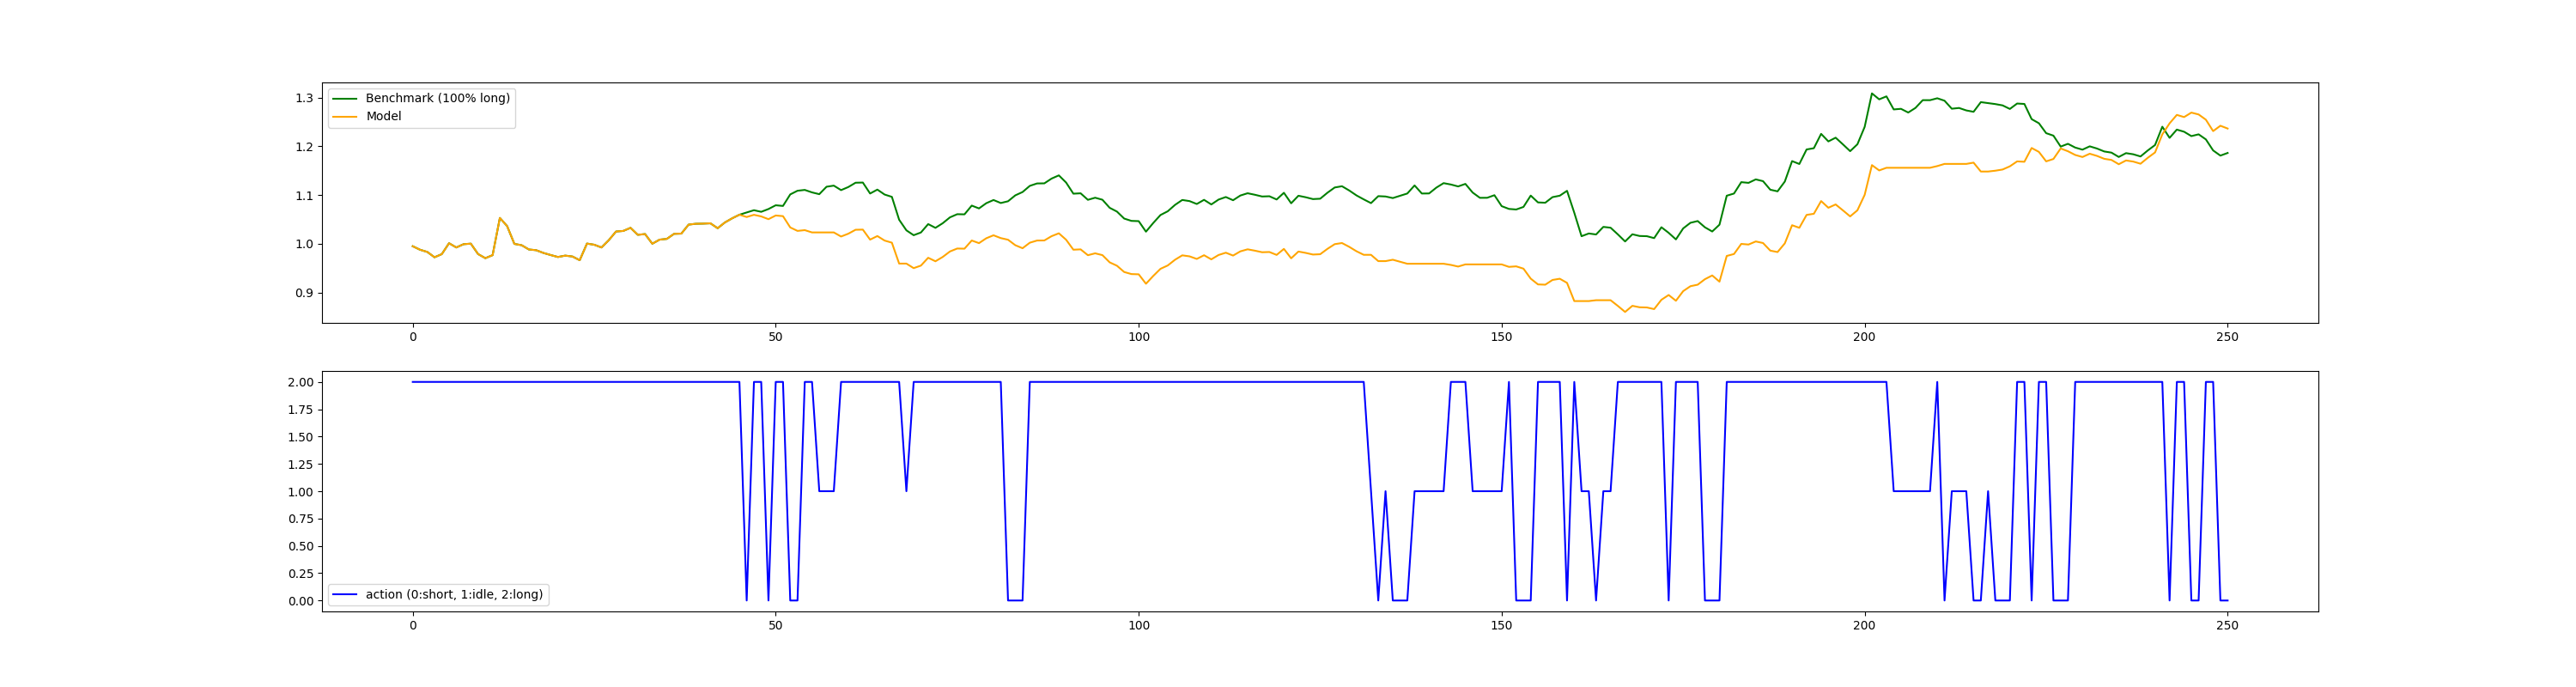 Benchmark (100% long)
Model
1.3
1.2
1.1
1.0
0.9
0 50 100 150 200 250
2.00
1.75
1.50
1.25
1.00
0.75
0.50
0.25
0.00
action (0:short, 1:idle, 2:long)
0 50 100 150 200 250